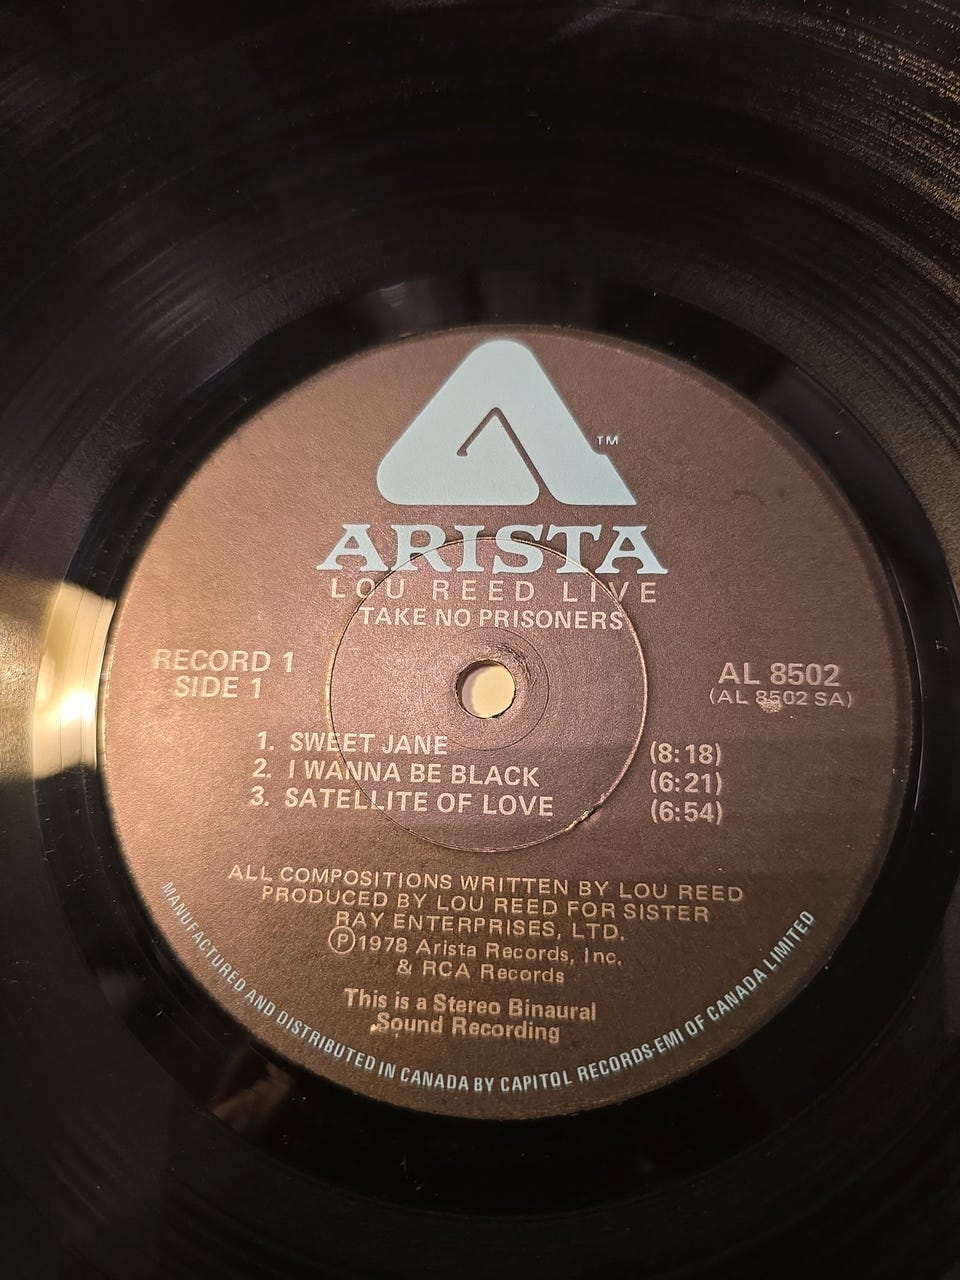 TM
ARISTA
LOU REED LIVE
TAKE NO PRISONERS
RECORD 1
SIDE 1
AL 8502
(AL 8502 SA)
1. SWEET JANE (8:18)
2. I WANNA BE BLACK (6:21)
3. SATELLITE OF LOVE (6:54)
ALL COMPOSITIONS WRITTEN BY LOU REED
PRODUCED BY LOU REED FOR SISTER
RAY ENTERPRISES, LTD.
Ⓟ1978 Arista Records, Inc.
& RCA Records
This is a Stereo Binaural
Sound Recording
MANUFACTURED AND DISTRIBUTED IN CANADA BY CAPITOL RECORDS-EMI OF CANADA LIMITED